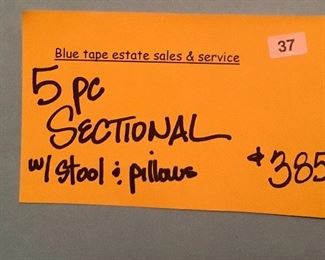 37
Blue tape estate sales & service
5 pc
SECTIONAL
w/ stool & pillows $385